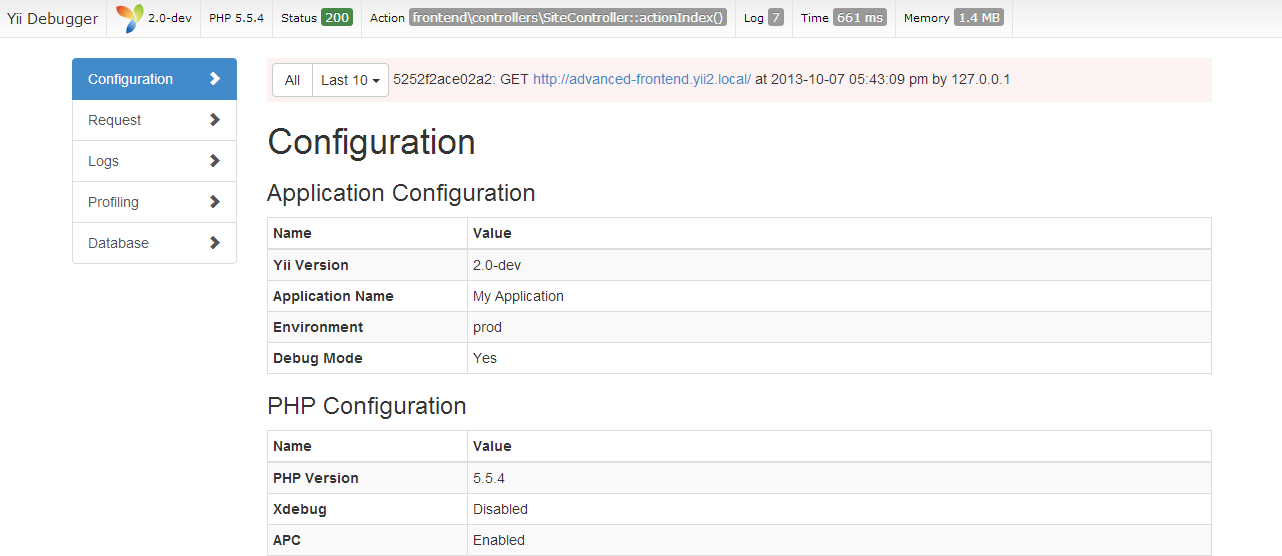 Yii Debugger 2.0-dev PHP 5.5.4 Status 200 Action frontend\controllers\SiteController::actionIndex() Log 7 Time 661 ms Memory 1.4 MB
Configuration
Request
Logs
Profiling
Database
All Last 10 5252f2ace02a2: GET http://advanced-frontend.yii2.local/ at 2013-10-07 05:43:09 pm by 127.0.0.1
Configuration
Application Configuration
Name Value
Yii Version 2.0-dev
Application Name My Application
Environment prod
Debug Mode Yes
PHP Configuration
Name Value
PHP Version 5.5.4
Xdebug Disabled
APC Enabled